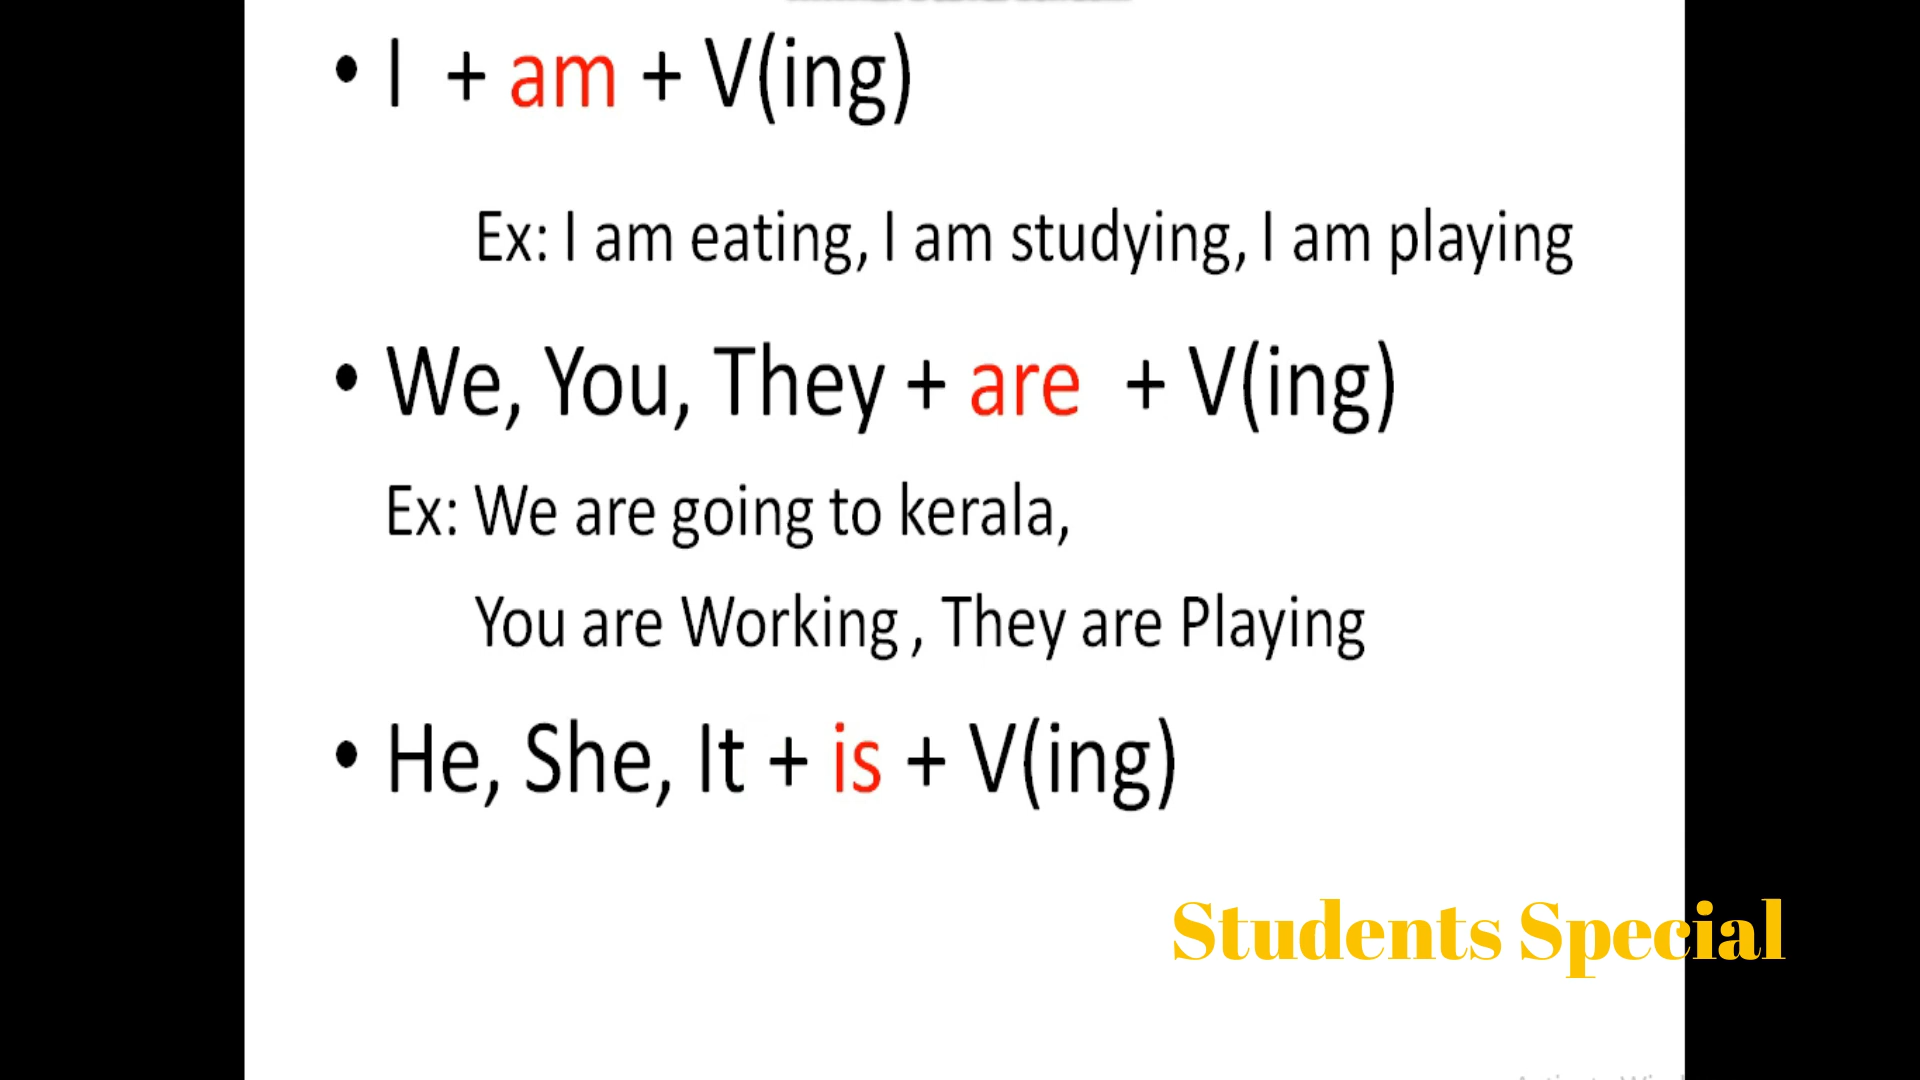 • I + am + V(ing)
Ex: I am eating, I am studying, I am playing
• We, You, They + are + V(ing)
Ex: We are going to kerala,
You are Working , They are Playing
• He, She, It + is + V(ing)
Students Special